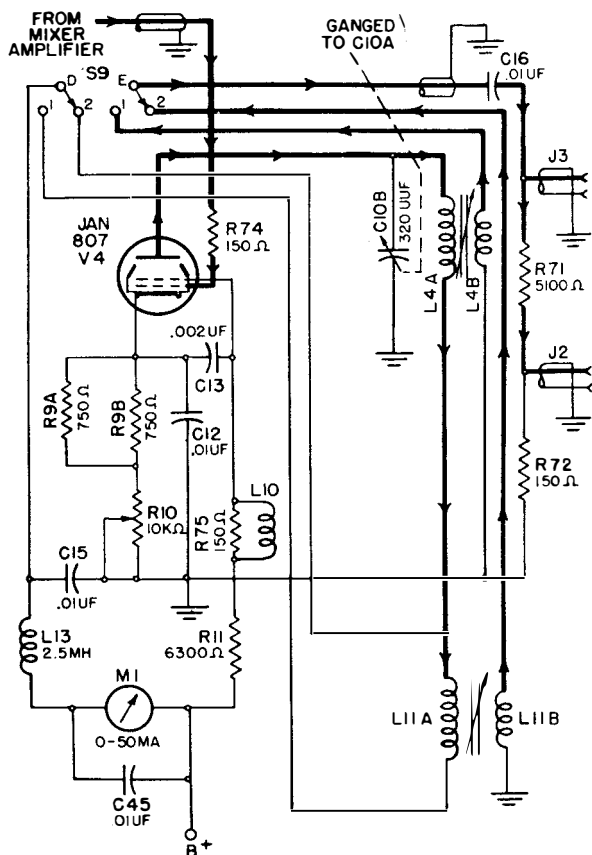 FROM
MIXER
AMPLIFIER
GANGED
TO C10A
D S9 E
1 2 1 2
C16
.01UF
J3
JAN
807
V4
R74
150Ω
C10B
320 UUF
L4A
L4B
R71
5100Ω
.002UF
C13
J2
R9A
750Ω
R9B
750Ω
C12
.01UF
R72
150Ω
L10
R10
10KΩ
R75
150Ω
C15
.01UF
L13
2.5MH
R11
6300Ω
M1
0-50MA
L11A
L11B
C45
.01UF
B+